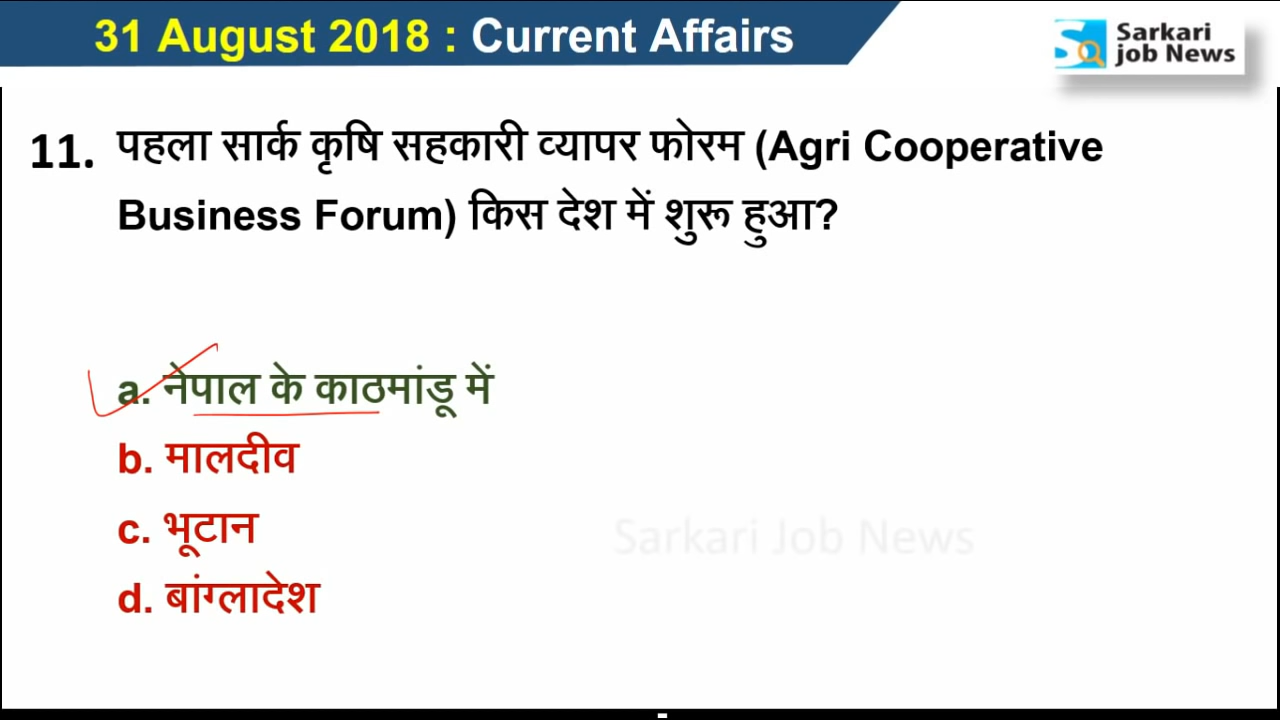 31 August 2018 : Current Affairs
Sarkari
Job News
11. पहला सार्क कृषि सहकारी व्यापर फोरम (Agri Cooperative
Business Forum) किस देश में शुरू हुआ?
a. नेपाल के काठमांडू में
b. मालदीव
c. भूटान
Sarkari Job News
d. बांग्लादेश